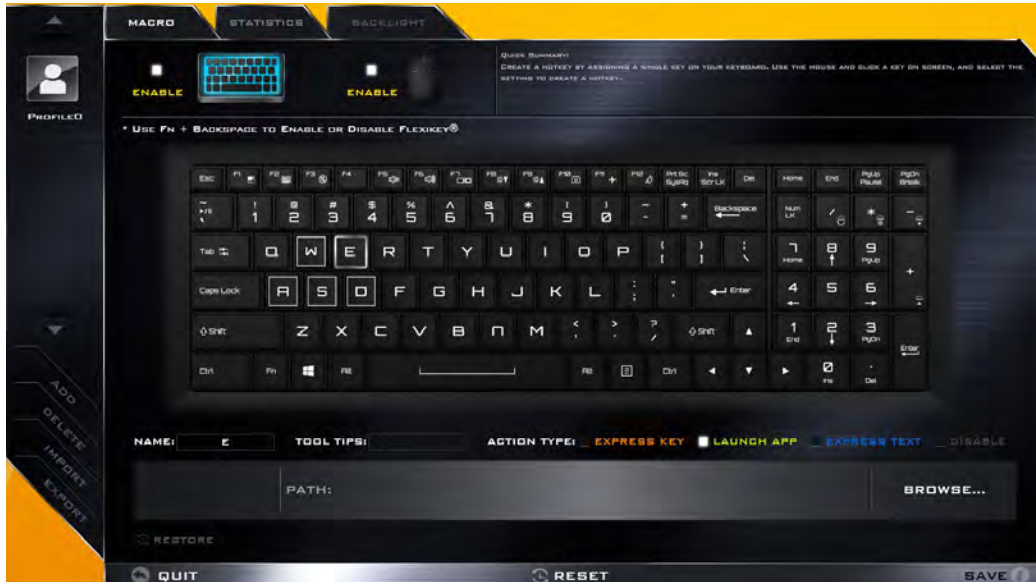 MACRO STATISTICS BACKLIGHT
QUICK SUMMARY:
CREATE A HOTKEY BY ASSIGNING A SINGLE KEY ON YOUR KEYBOARD. USE THE MOUSE AND CLICK A KEY ON SCREEN, AND SELECT THE
SETTING TO CREATE A HOTKEY.
ENABLE ENABLE
PROFILE0
* USE FN + BACKSPACE TO ENABLE OR DISABLE FLEXIKEY®
Esc F1 F2 F3 F4 F5 F6 F7 F8 F9 F10 F11 F12 Prt Sc SysRq Ins Scr LK Del Home End PgUp Pause PgDn Break
~ ! 1 @ 2 # 3 $ 4 % 5 ^ 6 & 7 * 8 ( 9 ) 0 _ - + = Backspace Num LK / * -
Tab Q W E R T Y U I O P { [ } ] | \ 7 Home 8 9 PgUp +
Caps Lock A S D F G H J K L : ; " ' Enter 4 5 6
Shift Z X C V B N M < , > . ? / Shift 1 End 2 3 PgDn Enter
Ctrl Fn Alt Alt Ctrl 0 Ins . Del
ADD
DELETE
IMPORT
EXPORT
NAME: E TOOL TIPS: ACTION TYPE: EXPRESS KEY LAUNCH APP EXPRESS TEXT DISABLE
PATH: BROWSE...
RESTORE
QUIT RESET SAVE